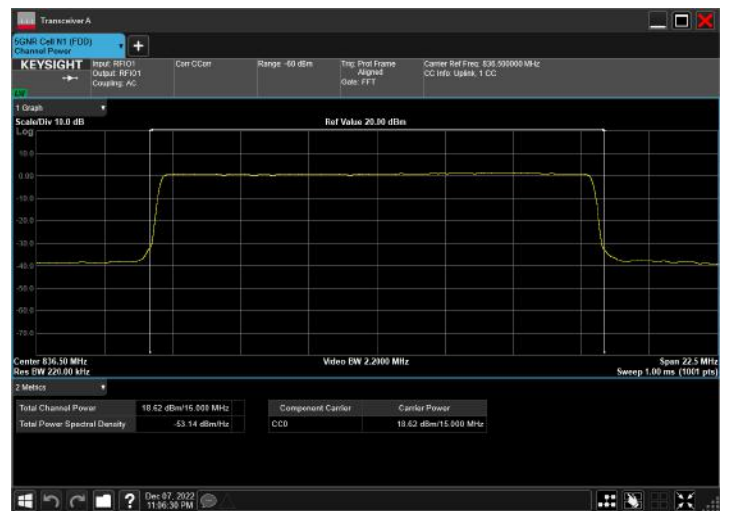 Transceiver A
5GNR Cell N1 (FDD)
Channel Power
KEYSIGHT
Input: RFIO1
Output: RFIO1
Coupling: AC
Corr CCorr
Range -60 dBm
Trig: Prot Frame
Aligned
Gate: FFT
Carrier Ref Freq: 836.500000 MHz
CC Info: Uplink, 1 CC
1 Graph
Scale/Div 10.0 dB
Ref Value 20.00 dBm
Log
10.0
0.00
-10.0
-20.0
-30.0
-40.0
-50.0
-60.0
-70.0
Center 836.50 MHz
Video BW 2.2000 MHz
Span 22.5 MHz
Res BW 220.00 kHz
Sweep 1.00 ms (1001 pts)
2 Metrics
Total Channel Power 18.62 dBm/15.000 MHz
Total Power Spectral Density -53.14 dBm/Hz
Component Carrier Carrier Power
CC0 18.62 dBm/15.000 MHz
?
Dec 07, 2022
11:06:30 PM